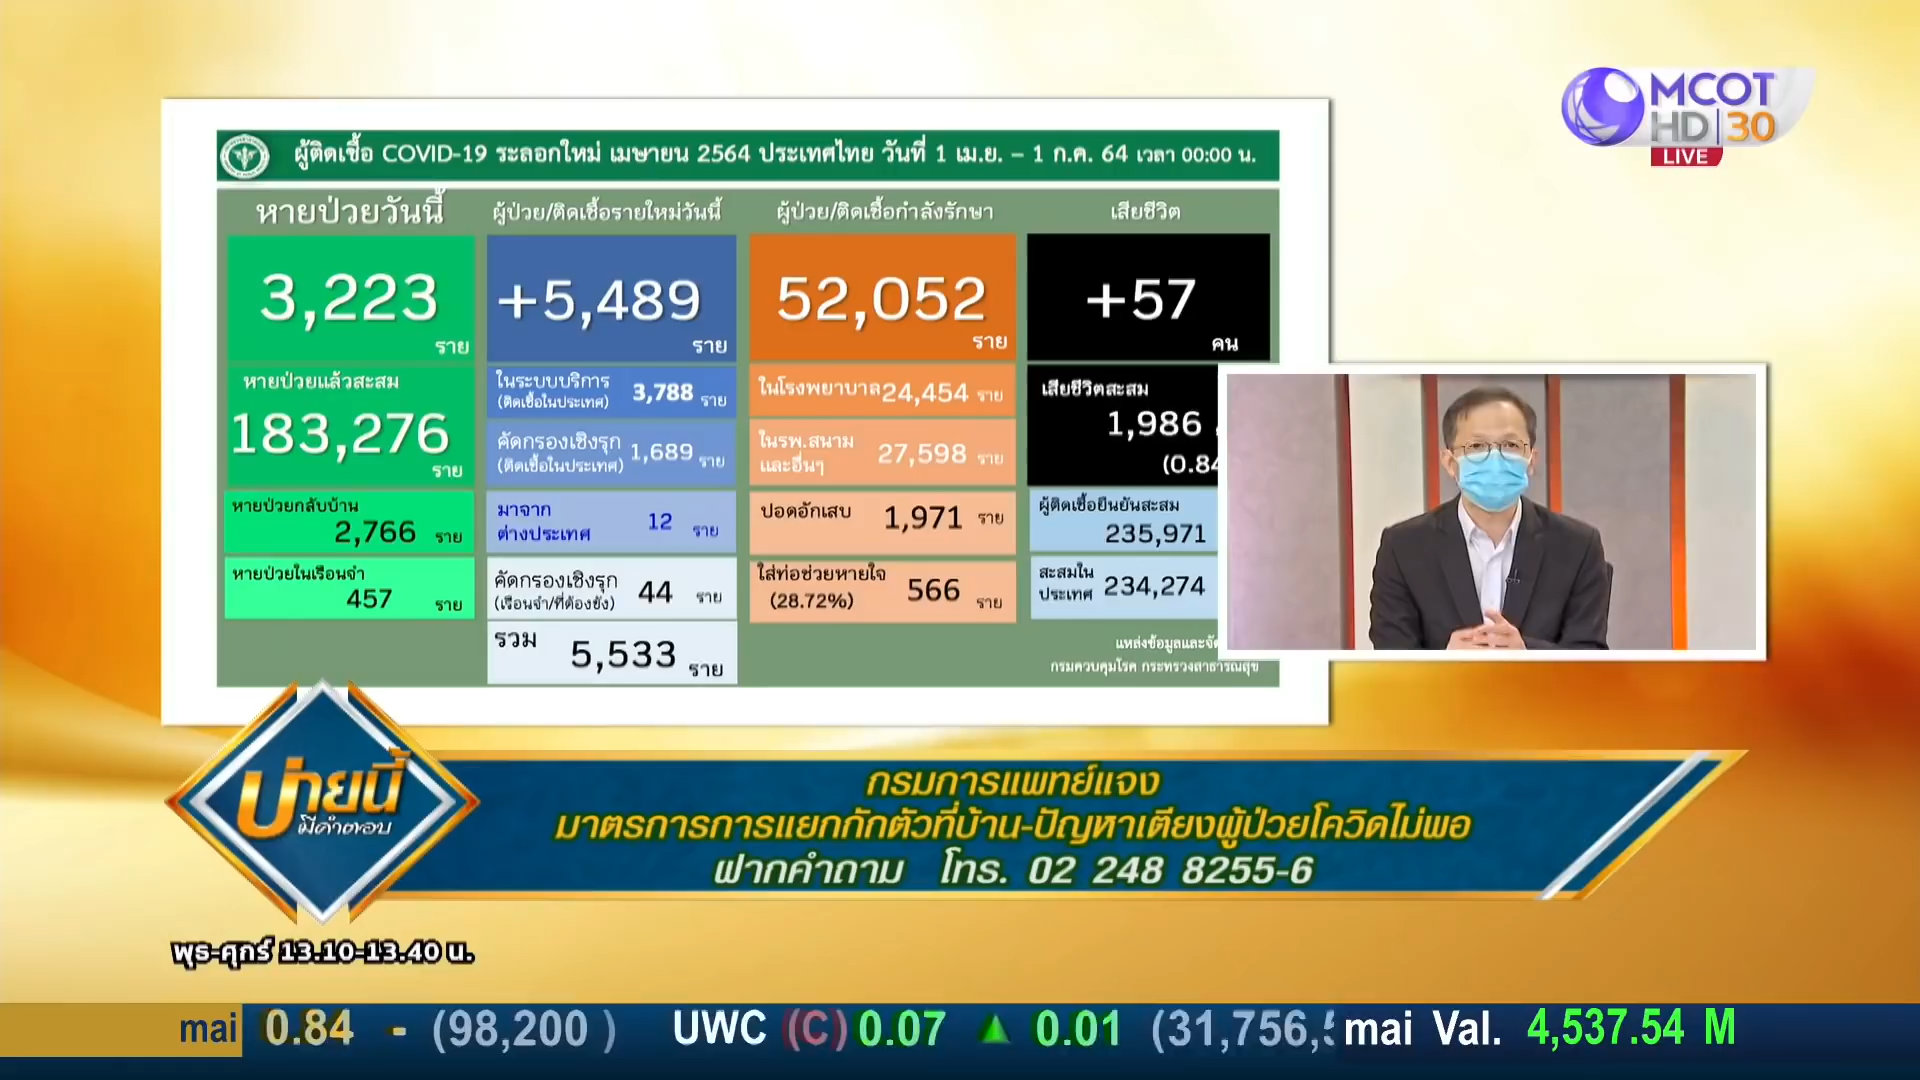 MCOT
HD 30
LIVE
ผู้ติดเชื้อ COVID-19 ระลอกใหม่ เมษายน 2564 ประเทศไทย วันที่ 1 เม.ย. – 1 ก.ค. 64 เวลา 00:00 น.
หายป่วยวันนี้
3,223
ราย
หายป่วยแล้วสะสม
183,276
ราย
หายป่วยกลับบ้าน
2,766 ราย
หายป่วยในเรือนจำ
457 ราย
ผู้ป่วย/ติดเชื้อรายใหม่วันนี้
+5,489
ราย
ในระบบบริการ
(ติดเชื้อในประเทศ)
3,788 ราย
คัดกรองเชิงรุก
(ติดเชื้อในประเทศ)
1,689 ราย
มาจาก
ต่างประเทศ
12 ราย
คัดกรองเชิงรุก
(เรือนจำ/ที่ต้องขัง)
44 ราย
รวม
5,533 ราย
ผู้ป่วย/ติดเชื้อกำลังรักษา
52,052
ราย
ในโรงพยาบาล 24,454 ราย
ในรพ.สนาม
และอื่นๆ
27,598 ราย
ปอดอักเสบ 1,971 ราย
ใส่ท่อช่วยหายใจ
(28.72%)
566 ราย
เสียชีวิต
+57
คน
เสียชีวิตสะสม
1,986
(0.84
ผู้ติดเชื้อยืนยันสะสม
235,971
สะสมใน
ประเทศ
234,274
แหล่งข้อมูลและจัด
กรมควบคุมโรค กระทรวงสาธารณสุข
บ่ายนี้
มีคำตอบ
กรมการแพทย์แจง
มาตรการการแยกกักตัวที่บ้าน-ปัญหาเตียงผู้ป่วยโควิดไม่พอ
ฝากคำถาม โทร. 02 248 8255-6
พุธ-ศุกร์ 13.10-13.40 น.
mai 0.84 - (98,200 ) UWC (C) 0.07 ▲ 0.01 (31,756, mai Val. 4,537.54 M